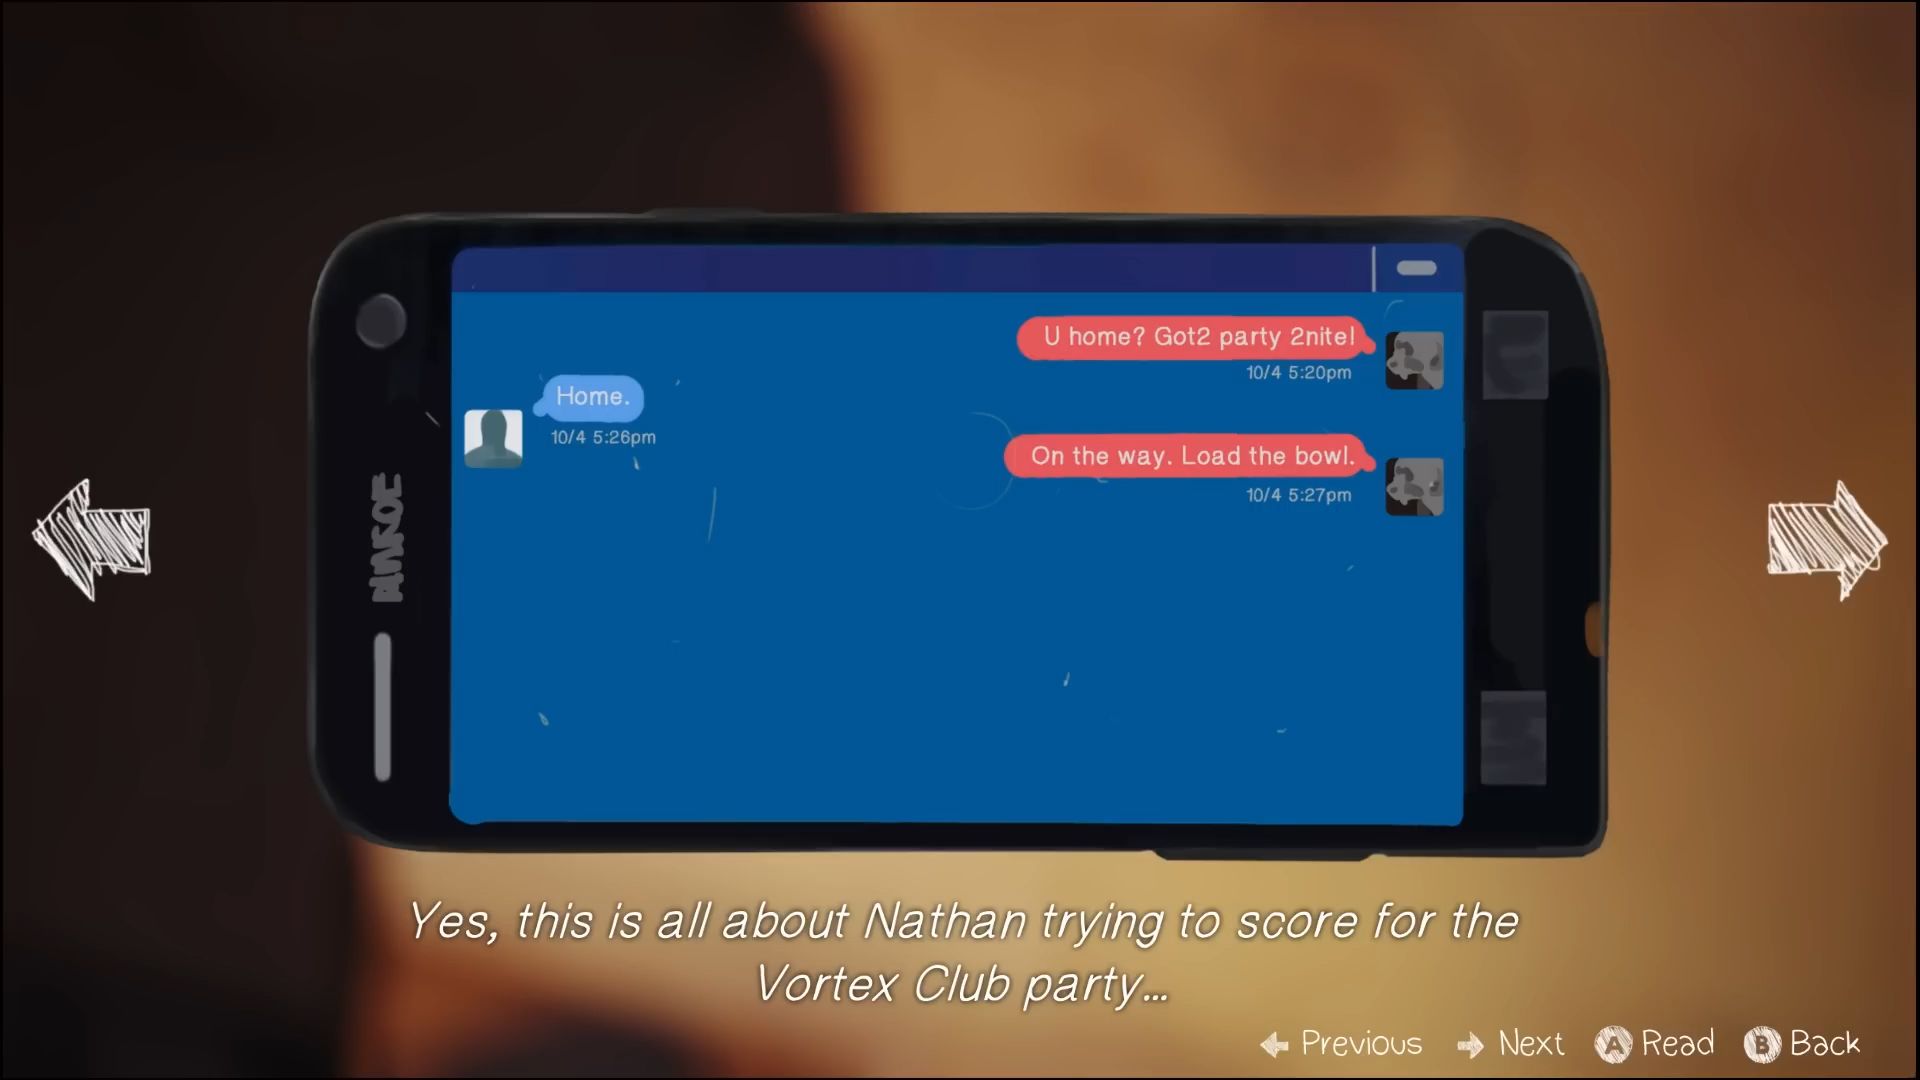 U home? Got2 party 2nite!
10/4 5:20pm
Home.
10/4 5:26pm
On the way. Load the bowl.
10/4 5:27pm
Yes, this is all about Nathan trying to score for the
Vortex Club party...
Previous Next A Read B Back